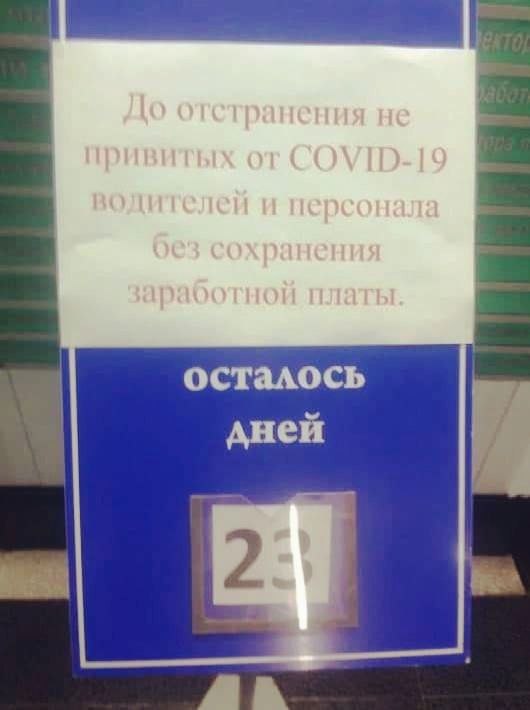 До отстранения не
привитых от COVID-19
водителей и персонала
без сохранения
заработной платы.
осталось
дней
23